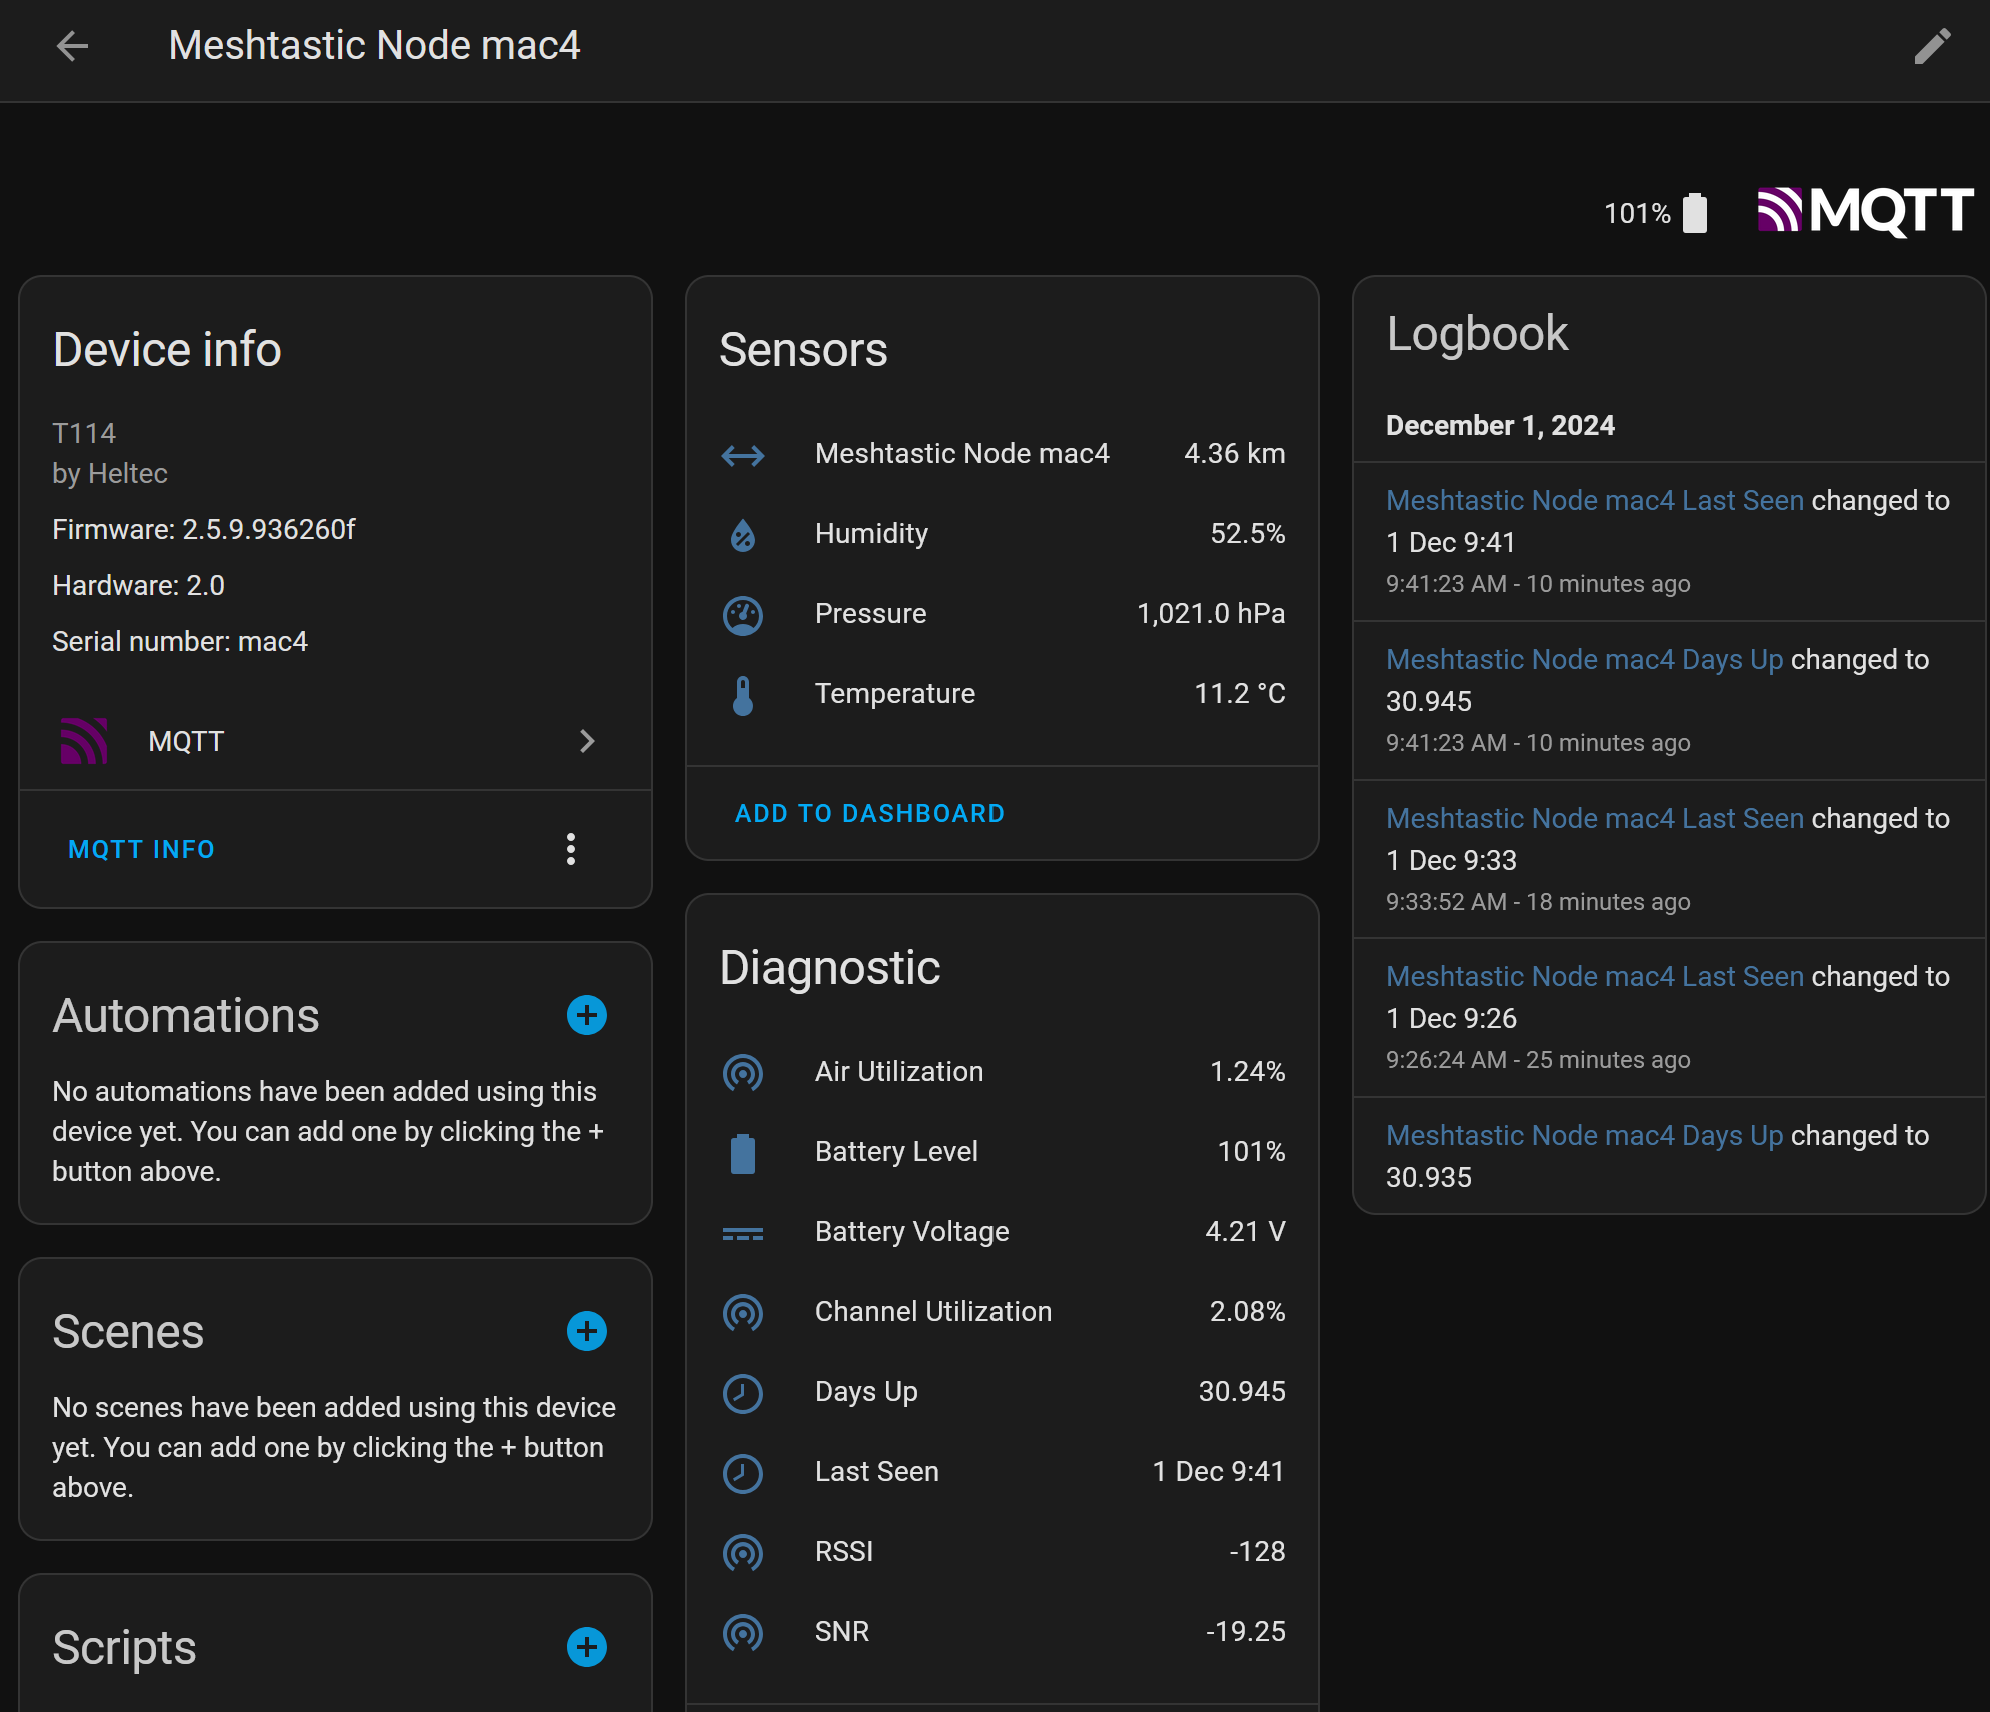 Meshtastic Node mac4
101%
MQTT
Device info
T114
by Heltec
Firmware: 2.5.9.936260f
Hardware: 2.0
Serial number: mac4
MQTT
MQTT INFO
Automations
No automations have been added using this
device yet. You can add one by clicking the +
button above.
Scenes
No scenes have been added using this device
yet. You can add one by clicking the + button
above.
Scripts
Sensors
Meshtastic Node mac4 4.36 km
Humidity 52.5%
Pressure 1,021.0 hPa
Temperature 11.2 °C
ADD TO DASHBOARD
Diagnostic
Air Utilization 1.24%
Battery Level 101%
Battery Voltage 4.21 V
Channel Utilization 2.08%
Days Up 30.945
Last Seen 1 Dec 9:41
RSSI -128
SNR -19.25
Logbook
December 1, 2024
Meshtastic Node mac4 Last Seen changed to
1 Dec 9:41
9:41:23 AM - 10 minutes ago
Meshtastic Node mac4 Days Up changed to
30.945
9:41:23 AM - 10 minutes ago
Meshtastic Node mac4 Last Seen changed to
1 Dec 9:33
9:33:52 AM - 18 minutes ago
Meshtastic Node mac4 Last Seen changed to
1 Dec 9:26
9:26:24 AM - 25 minutes ago
Meshtastic Node mac4 Days Up changed to
30.935